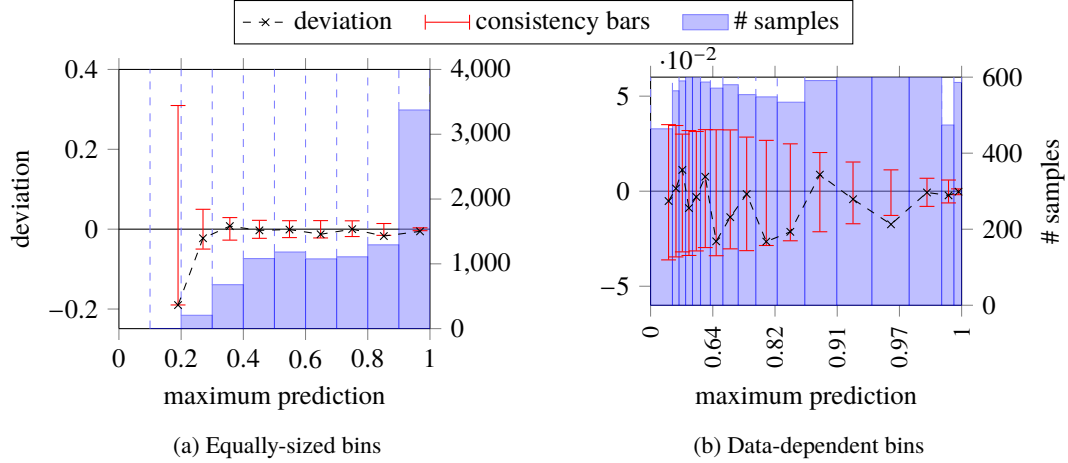 deviation consistency bars # samples
·10⁻²
0.4 4,000 5 600
3,000
0.2 400
2,000
0 0
200
1,000
−0.2 −5
0 0
deviation # samples
0 0.2 0.4 0.6 0.8 1 0 0.64 0.82 0.91 0.97 1
maximum prediction maximum prediction
(a) Equally-sized bins (b) Data-dependent bins